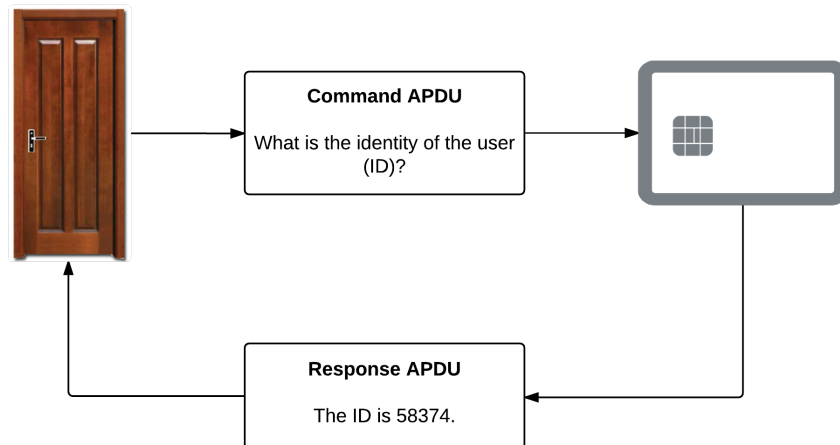 Command APDU
What is the identity of the user
(ID)?
Response APDU
The ID is 58374.